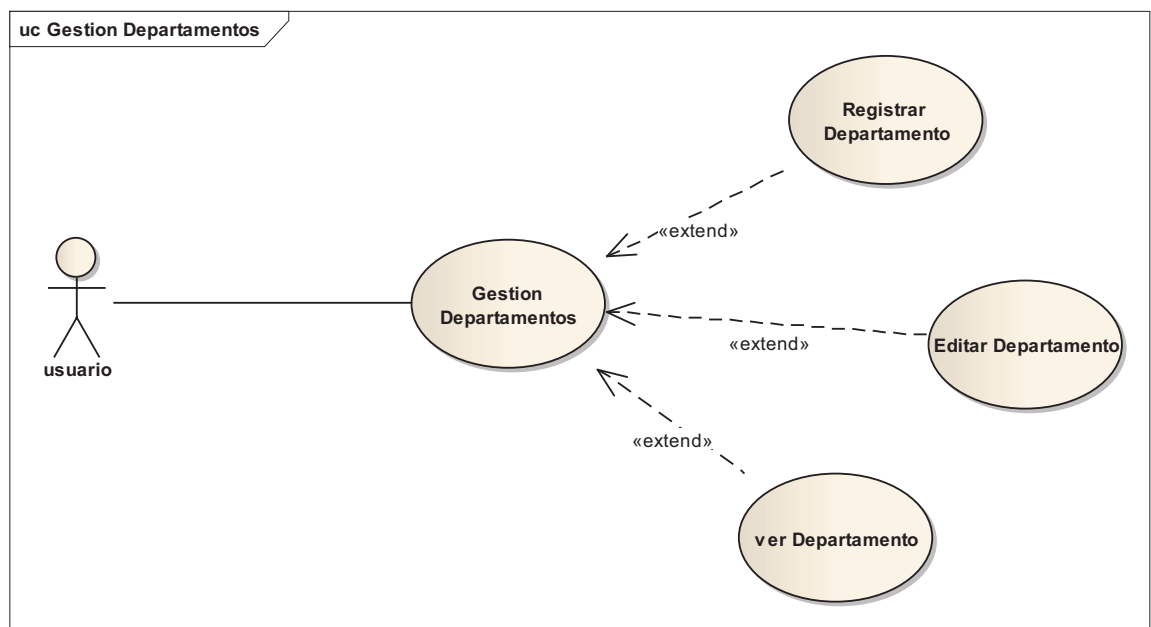 uc Gestion Departamentos
Registrar
Departamento
«extend»
Gestion
Departamentos
«extend»
Editar Departamento
usuario
«extend»
ver Departamento